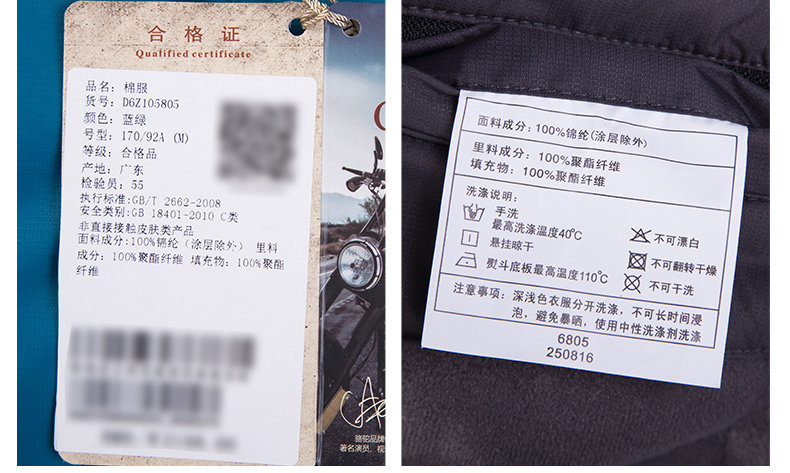 合格证
Qualified certificate
品名: 棉服
货号: D6Z105805
颜色: 蓝绿
号型: 170/92A (M)
等级: 合格品
产地: 广东
检验员: 55
执行标准:GB/T 2662-2008
安全类别:GB 18401-2010 C类
非直接接触皮肤类产品
面料成分:100%锦纶（涂层除外） 里料
成分: 100%聚酯纤维 填充物: 100%聚酯
纤维
骆驼品牌
著名演员、视
面料成分: 100%锦纶(涂层除外)
里料成分: 100%聚酯纤维
填充物: 100%聚酯纤维
洗涤说明:
手洗
最高洗涤温度40℃
不可漂白
悬挂晾干
不可翻转干燥
熨斗底板最高温度110℃
不可干洗
注意事项: 深浅色衣服分开洗涤, 不可长时间浸
泡, 避免暴晒, 使用中性洗涤剂洗涤
6805
250816